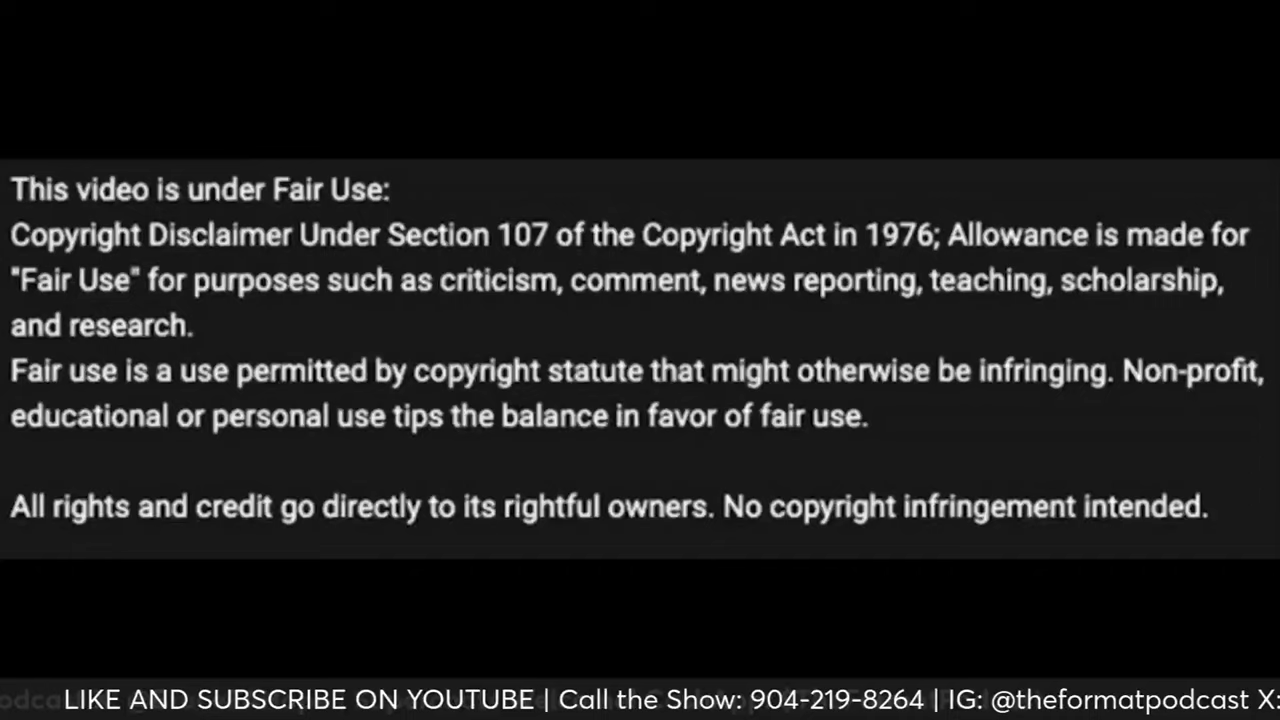 This video is under Fair Use:
Copyright Disclaimer Under Section 107 of the Copyright Act in 1976; Allowance is made for
"Fair Use" for purposes such as criticism, comment, news reporting, teaching, scholarship,
and research.
Fair use is a use permitted by copyright statute that might otherwise be infringing. Non-profit,
educational or personal use tips the balance in favor of fair use.
All rights and credit go directly to its rightful owners. No copyright infringement intended.
LIKE AND SUBSCRIBE ON YOUTUBE | Call the Show: 904-219-8264 | IG: @theformatpodcast X: